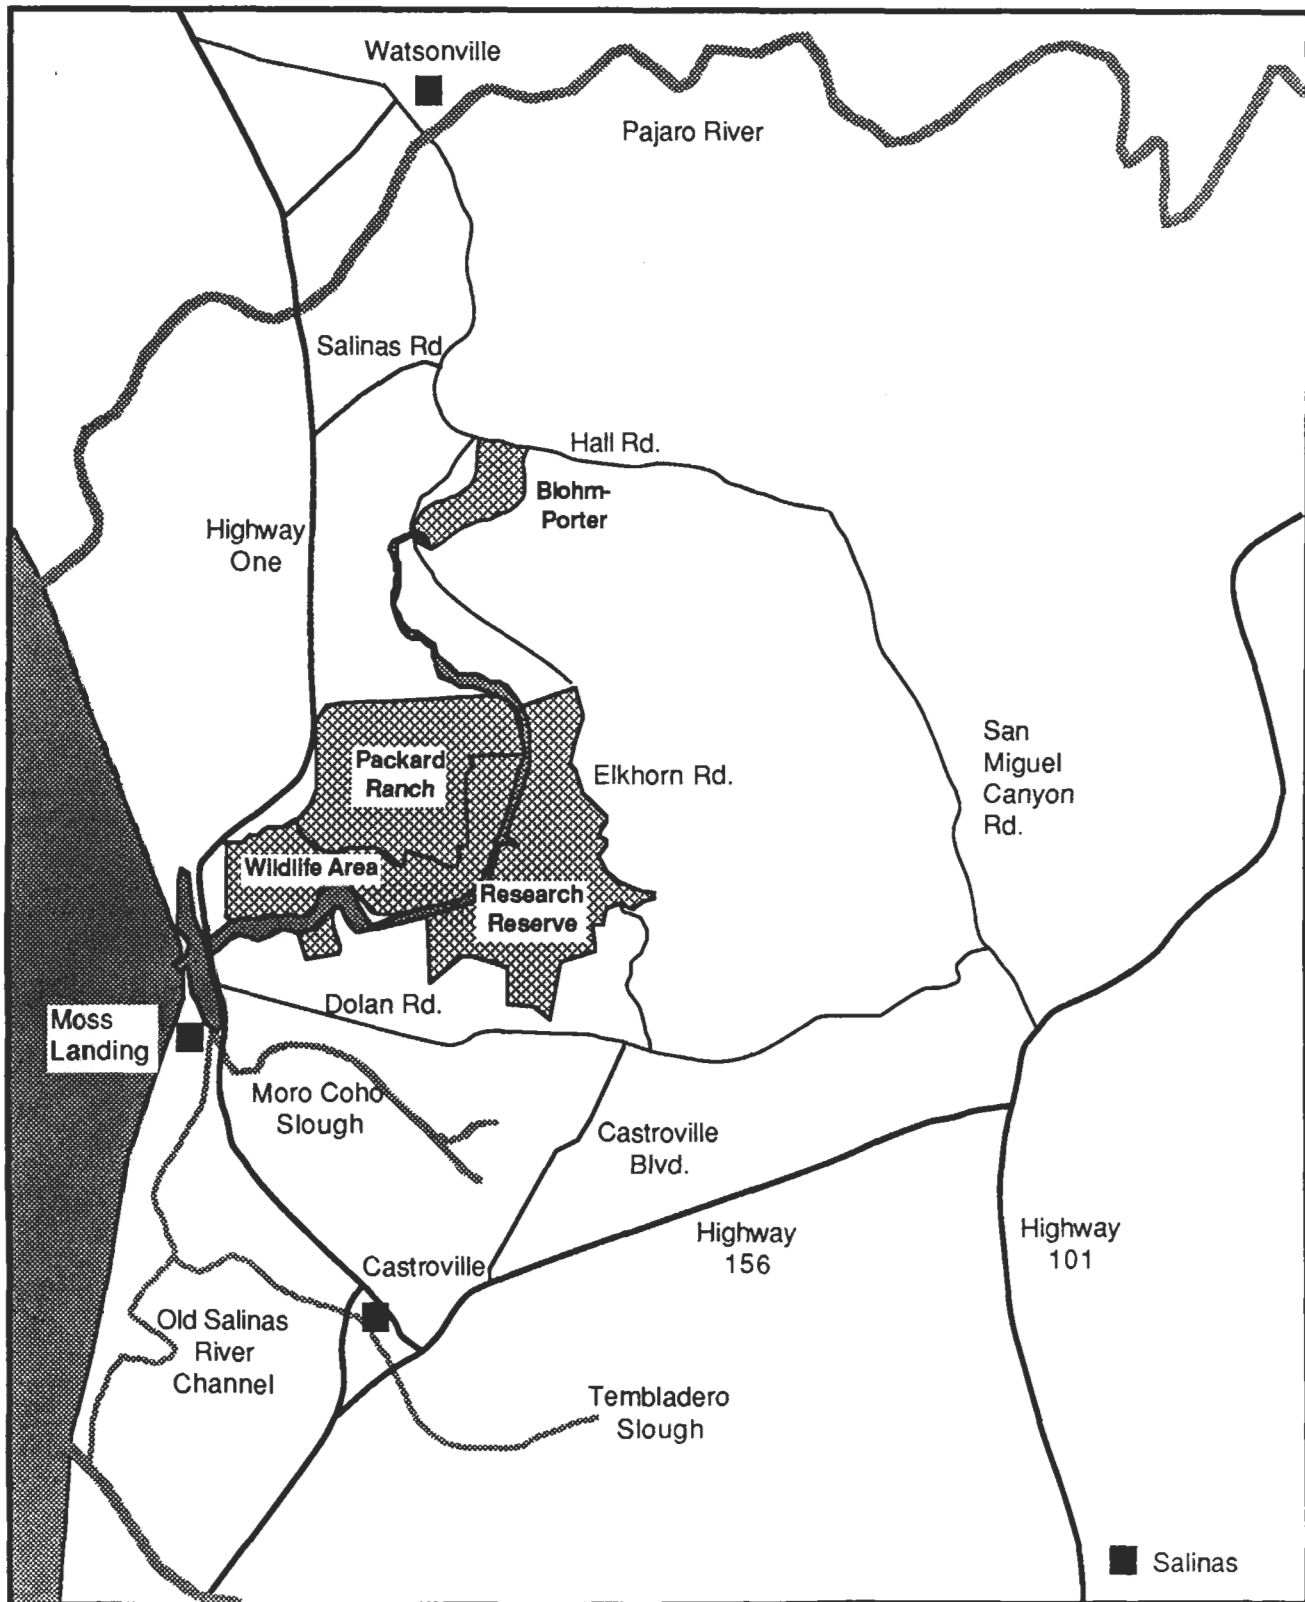 Watsonville
Pajaro River
Salinas Rd
Hall Rd.
Blohm-
Porter
Highway
One
Packard
Ranch
Elkhorn Rd.
San
Miguel
Canyon
Rd.
Wildlife Area
Research
Reserve
Dolan Rd.
Moss
Landing
Moro Coho
Slough
Castroville
Blvd.
Highway
156
Highway
101
Castroville
Old Salinas
River
Channel
Tembladero
Slough
Salinas